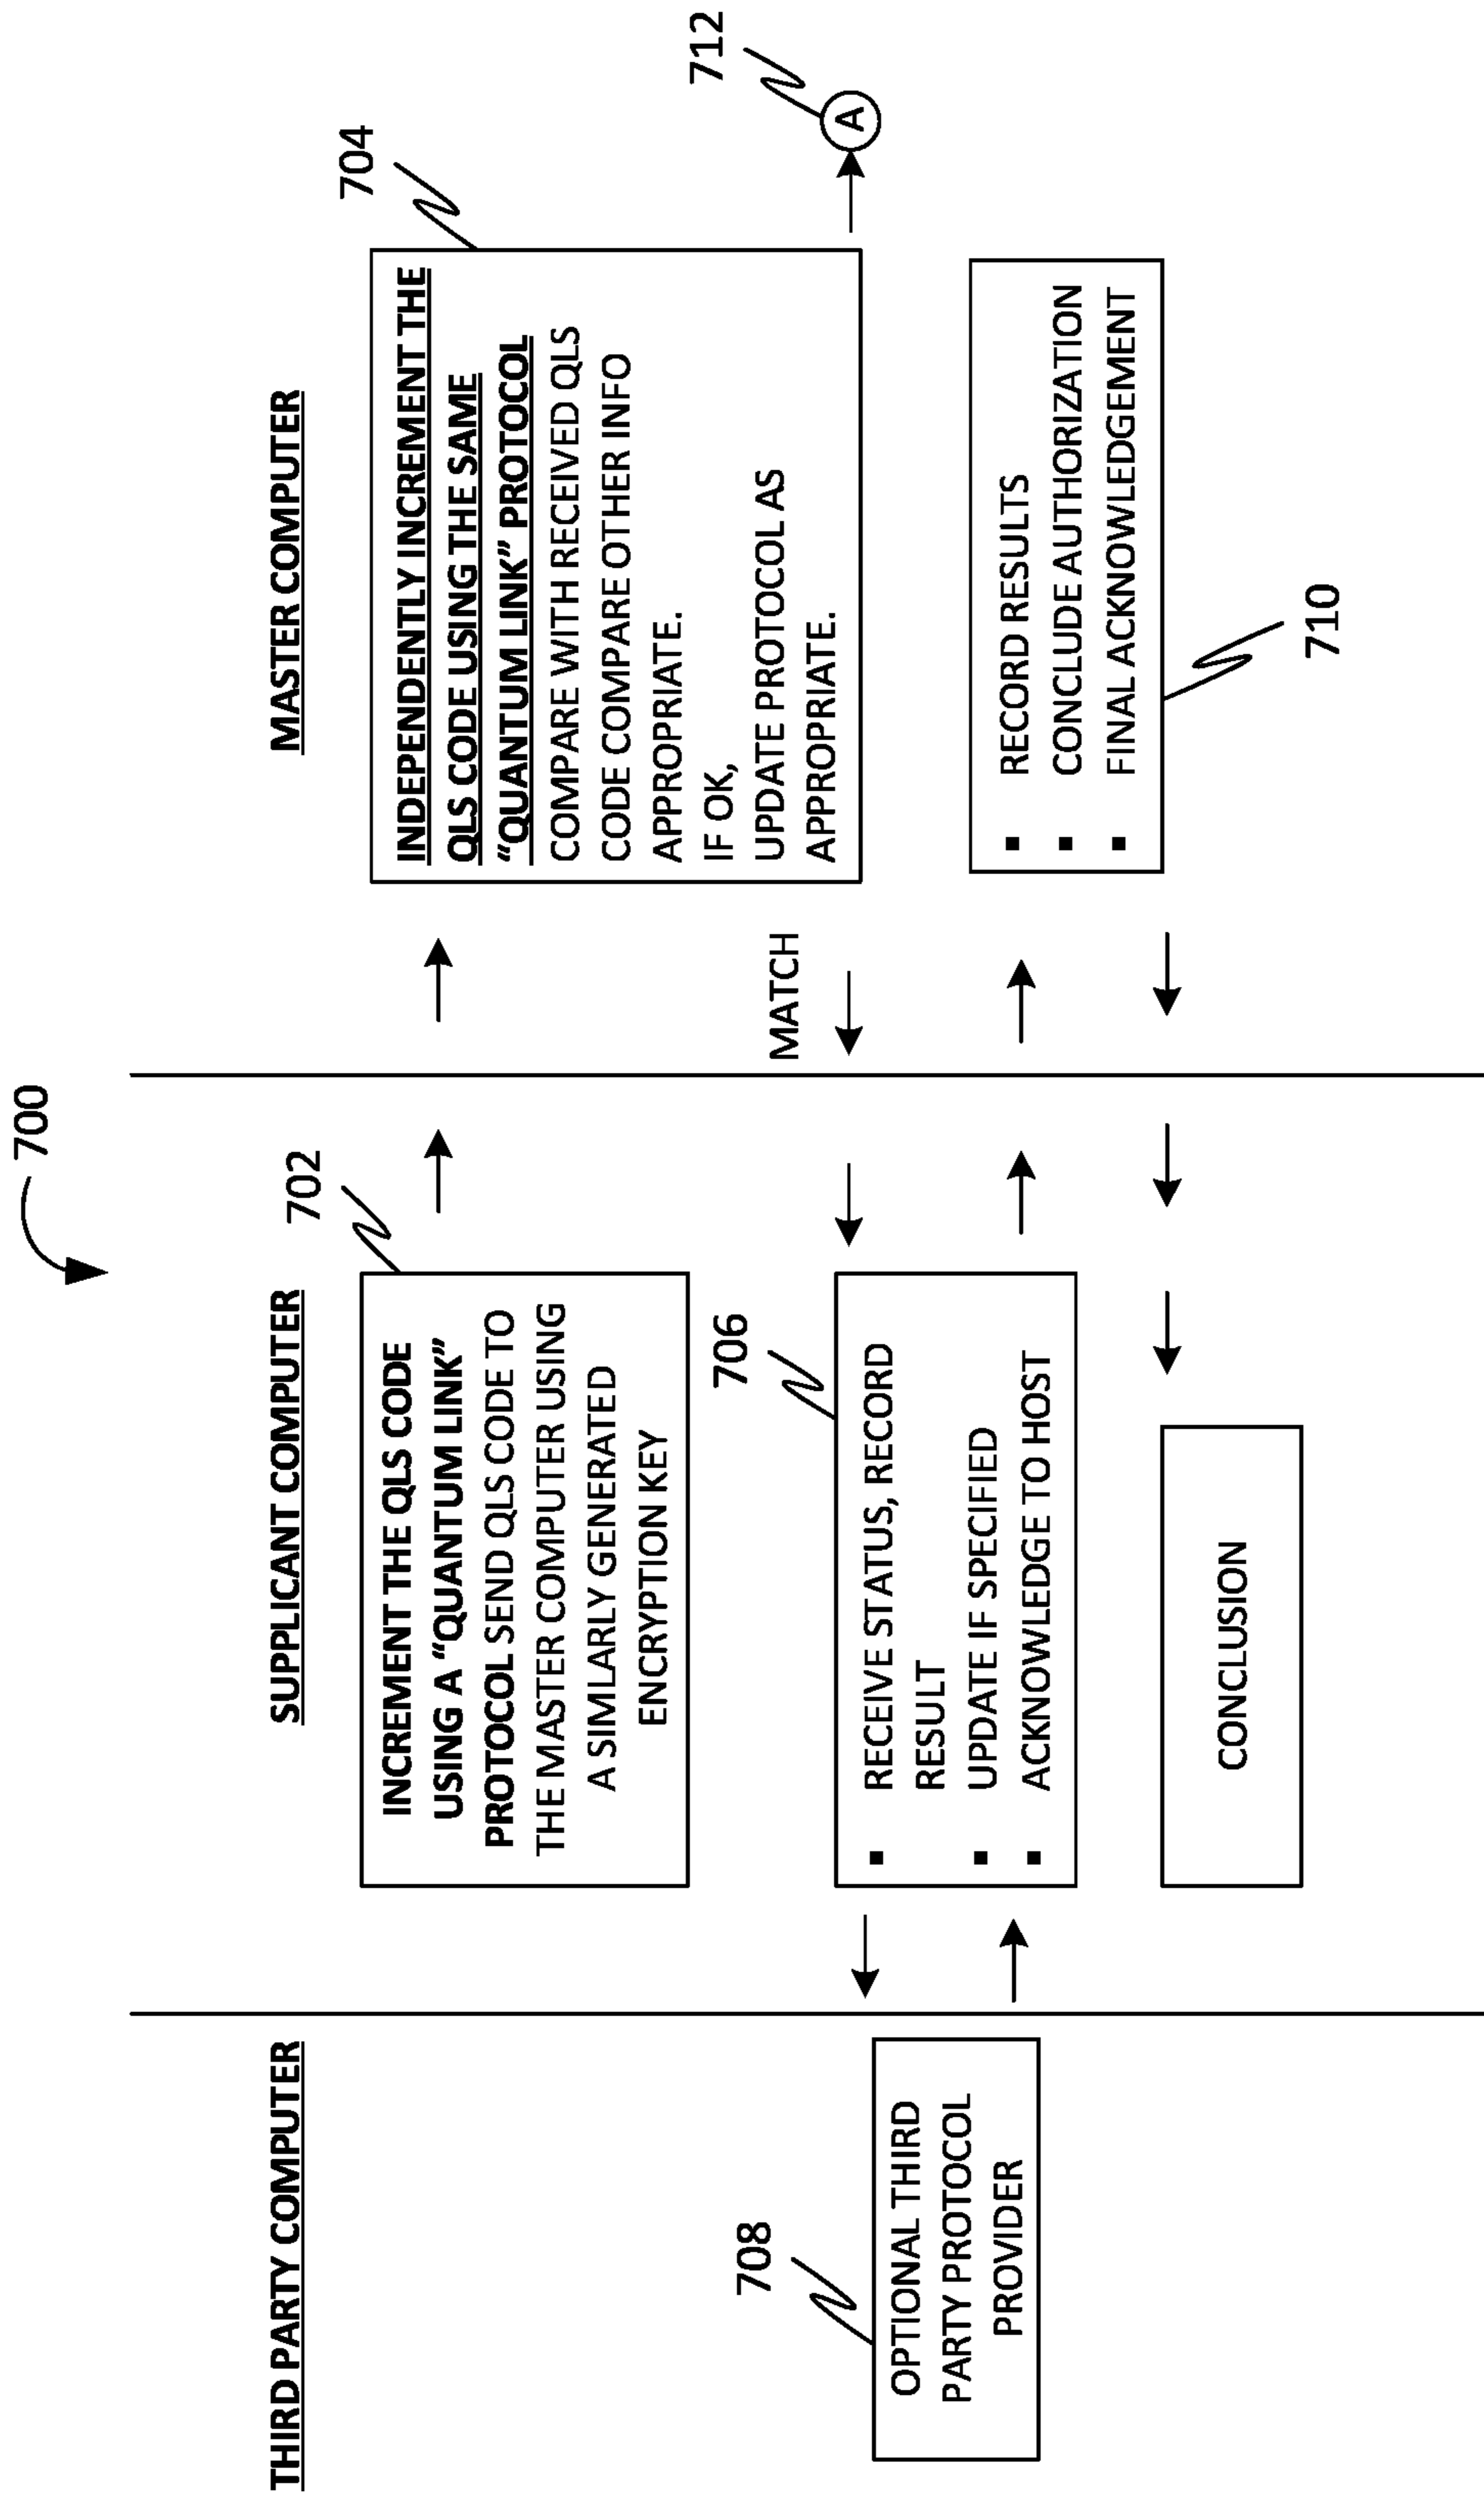 700
THIRD PARTY COMPUTER
SUPPLICANT COMPUTER
MASTER COMPUTER
702
INCREMENT THE QLS CODE
USING A “QUANTUM LINK”
PROTOCOL SEND QLS CODE TO
THE MASTER COMPUTER USING
A SIMLARLY GENERATED
ENCRYPTION KEY
704
INDEPENDENTLY INCREMENT THE
QLS CODE USING THE SAME
“QUANTUM LINK” PROTOCOL
COMPARE WITH RECEIVED QLS
CODE COMPARE OTHER INFO
APPROPRIATE.
IF OK,
UPDATE PROTOCOL AS
APPROPRIATE.
712
A
MATCH
706
▪ RECEIVE STATUS, RECORD
RESULT
▪ UPDATE IF SPECIFIED
▪ ACKNOWLEDGE TO HOST
708
OPTIONAL THIRD
PARTY PROTOCOL
PROVIDER
▪ RECORD RESULTS
▪ CONCLUDE AUTHORIZATION
▪ FINAL ACKNOWLEDGEMENT
710
CONCLUSION